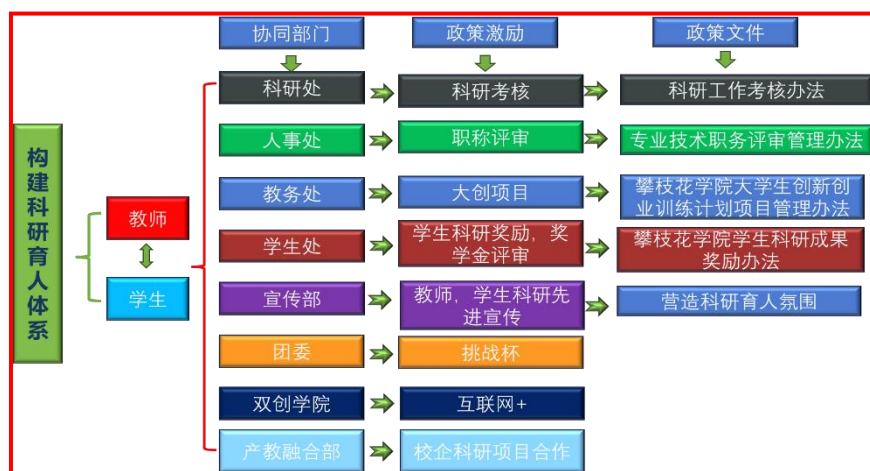 协同部门
政策激励
政策文件
科研处
科研考核
科研工作考核办法
人事处
职称评审
专业技术职务评审管理办法
构建科研育人体系
教师
学生
教务处
大创项目
攀枝花学院大学生创新创
业训练计划项目管理办法
学生处
学生科研奖励，奖
学金评审
攀枝花学院学生科研成果
奖励办法
宣传部
教师，学生科研先
进宣传
营造科研育人氛围
团委
挑战杯
双创学院
互联网+
产教融合部
校企科研项目合作